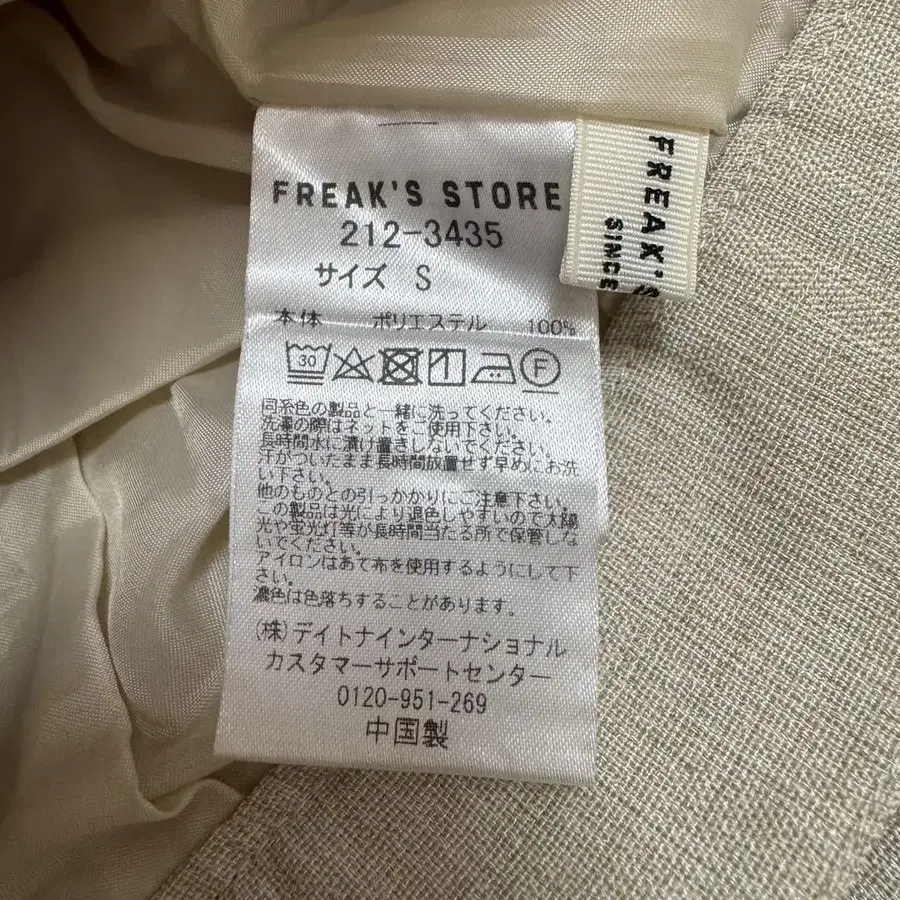 FREAK'S STORE
212-3435
サイズ S
本体 ポリエステル 100%
30
F
同系色の製品と一緒に洗ってください。
洗濯の際はネットをご使用下さい。
長時間水に漬け置きしないでください。
汗がついたまま長時間放置せず早めにお洗
い下さい。
他のものとの引っかかりにご注意下さい。
この製品は光により退色しやすいので太陽
光や蛍光灯等が長時間当たる所で保管しな
いでください。
アイロンはあて布を使用するようにして下
さい。
濃色は色落ちすることがあります。
(株)デイトナインターナショナル
カスタマーサポートセンター
0120-951-269
中国製
FREAK'S
SINCE